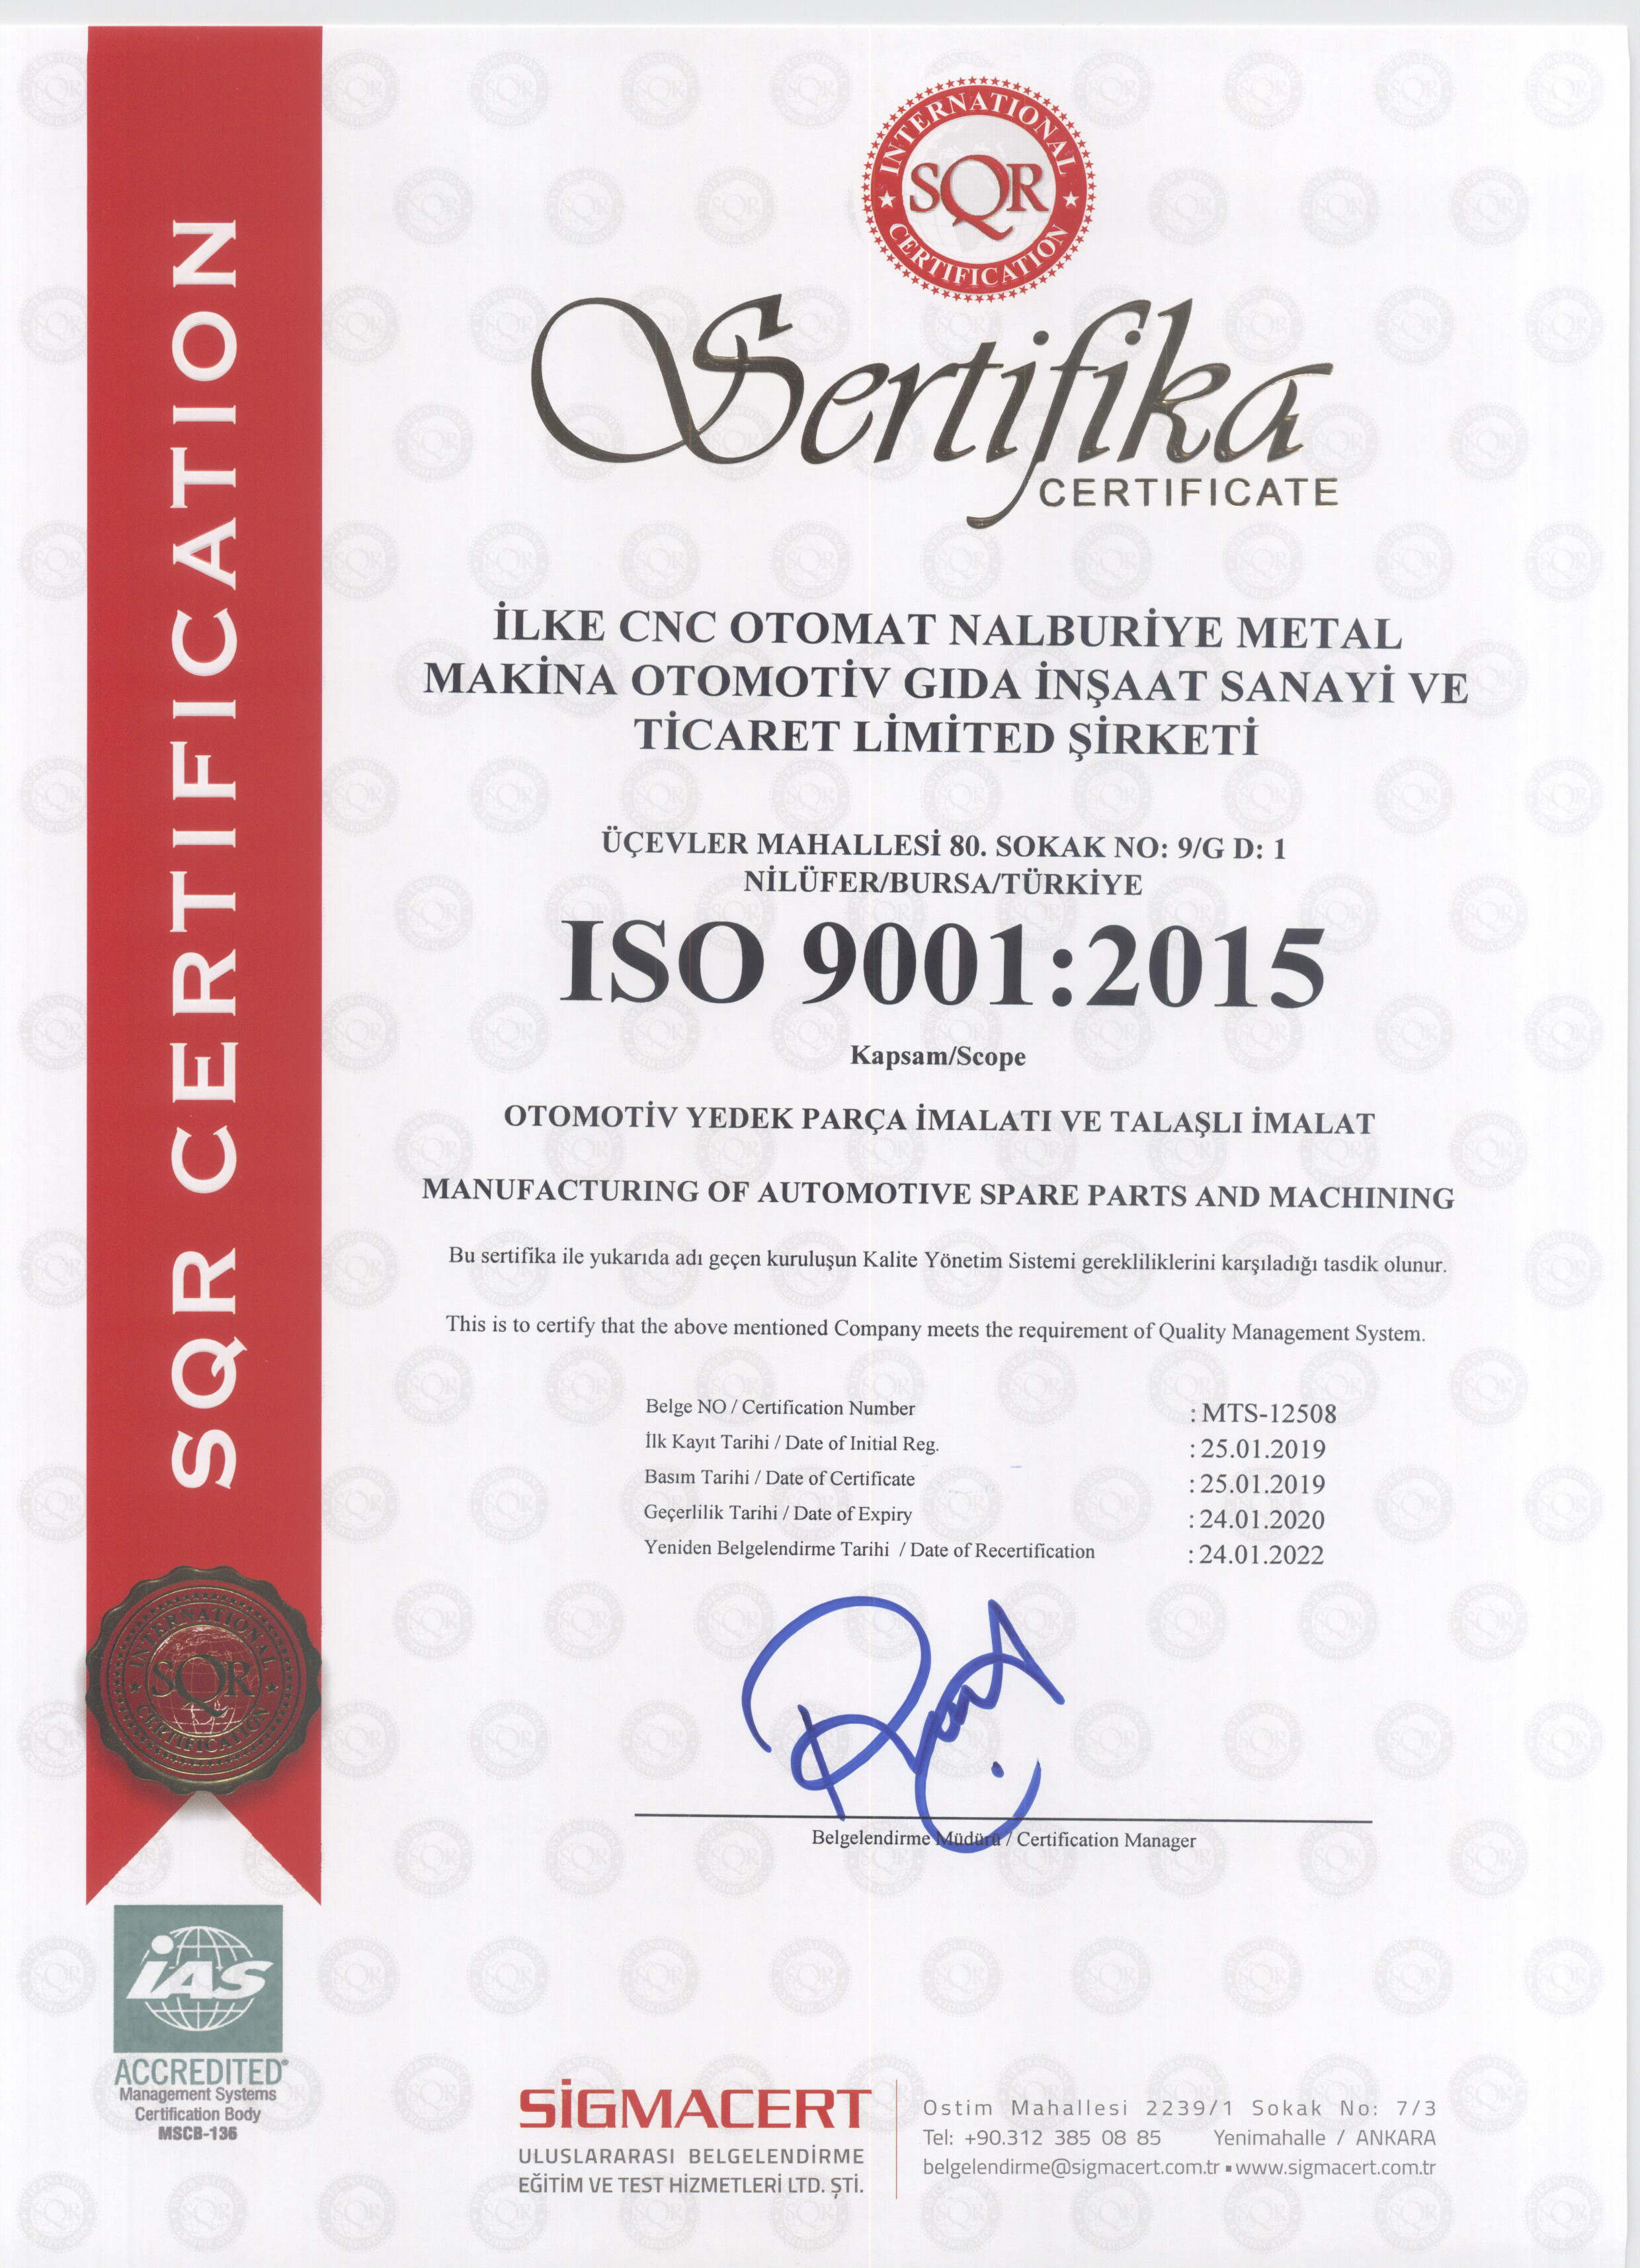 INTERNATIONAL
SQR
CERTIFICATION
Sertifika
CERTIFICATE
SQR CERTIFICATION
İLKE CNC OTOMAT NALBURİYE METAL
MAKİNA OTOMOTİV GIDA İNŞAAT SANAYİ VE
TİCARET LİMİTED ŞİRKETİ
ÜÇEVLER MAHALLESİ 80. SOKAK NO: 9/G D: 1
NİLÜFER/BURSA/TÜRKİYE
ISO 9001:2015
Kapsam/Scope
OTOMOTİV YEDEK PARÇA İMALATI VE TALAŞLI İMALAT
MANUFACTURING OF AUTOMOTIVE SPARE PARTS AND MACHINING
Bu sertifika ile yukarıda adı geçen kuruluşun Kalite Yönetim Sistemi gerekliliklerini karşıladığı tasdik olunur.
This is to certify that the above mentioned Company meets the requirement of Quality Management System.
Belge NO / Certification Number : MTS-12508
İlk Kayıt Tarihi / Date of Initial Reg. : 25.01.2019
Basım Tarihi / Date of Certificate : 25.01.2019
Geçerlilik Tarihi / Date of Expiry : 24.01.2020
Yeniden Belgelendirme Tarihi / Date of Recertification : 24.01.2022
INTERNATIONAL
SQR
CERTIFICATION
Belgelendirme Müdürü / Certification Manager
IAS
ACCREDITED®
Management Systems
Certification Body
MSCB-136
SİGMACERT
ULUSLARARASI BELGELENDİRME
EĞİTİM VE TEST HİZMETLERİ LTD. ŞTİ.
Ostim Mahallesi 2239/1 Sokak No: 7/3
Tel: +90.312 385 08 85 Yenimahalle / ANKARA
belgelendirme@sigmacert.com.tr ▪ www.sigmacert.com.tr